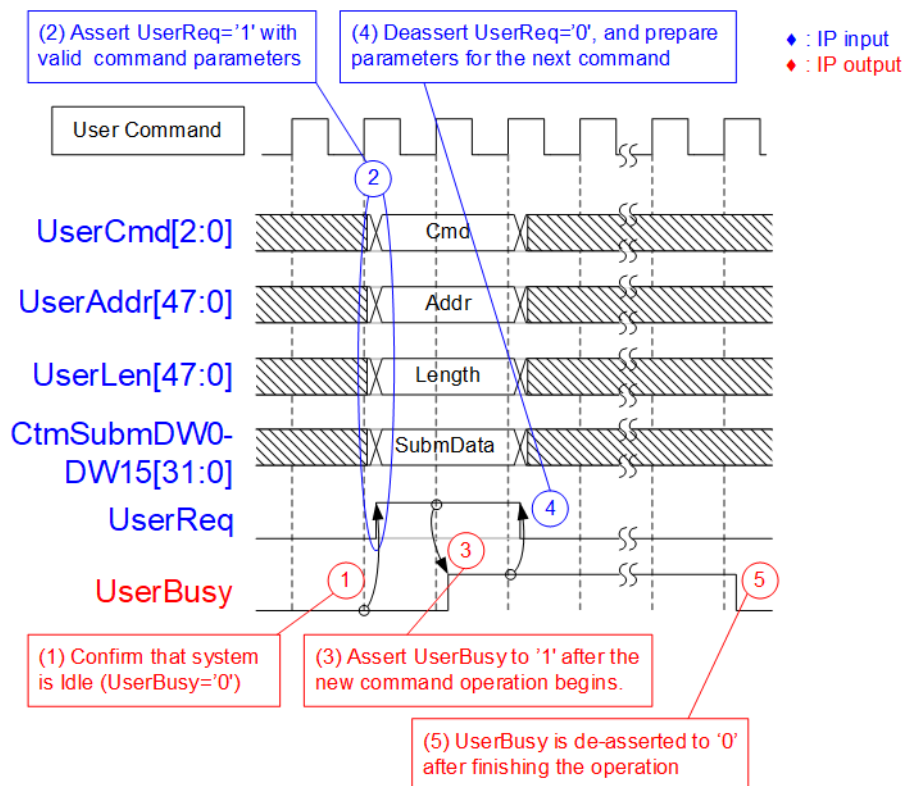 (2) Assert UserReq='1' with
valid command parameters
(4) Deassert UserReq='0', and prepare
parameters for the next command
♦ : IP input
♦ : IP output
User Command
2
UserCmd[2:0]
Cmd
UserAddr[47:0]
Addr
UserLen[47:0]
Length
CtmSubmDW0-
DW15[31:0]
SubmData
UserReq
4
3
UserBusy
1
5
(1) Confirm that system
is Idle (UserBusy='0')
(3) Assert UserBusy to '1' after the
new command operation begins.
(5) UserBusy is de-asserted to ‘0’
after finishing the operation